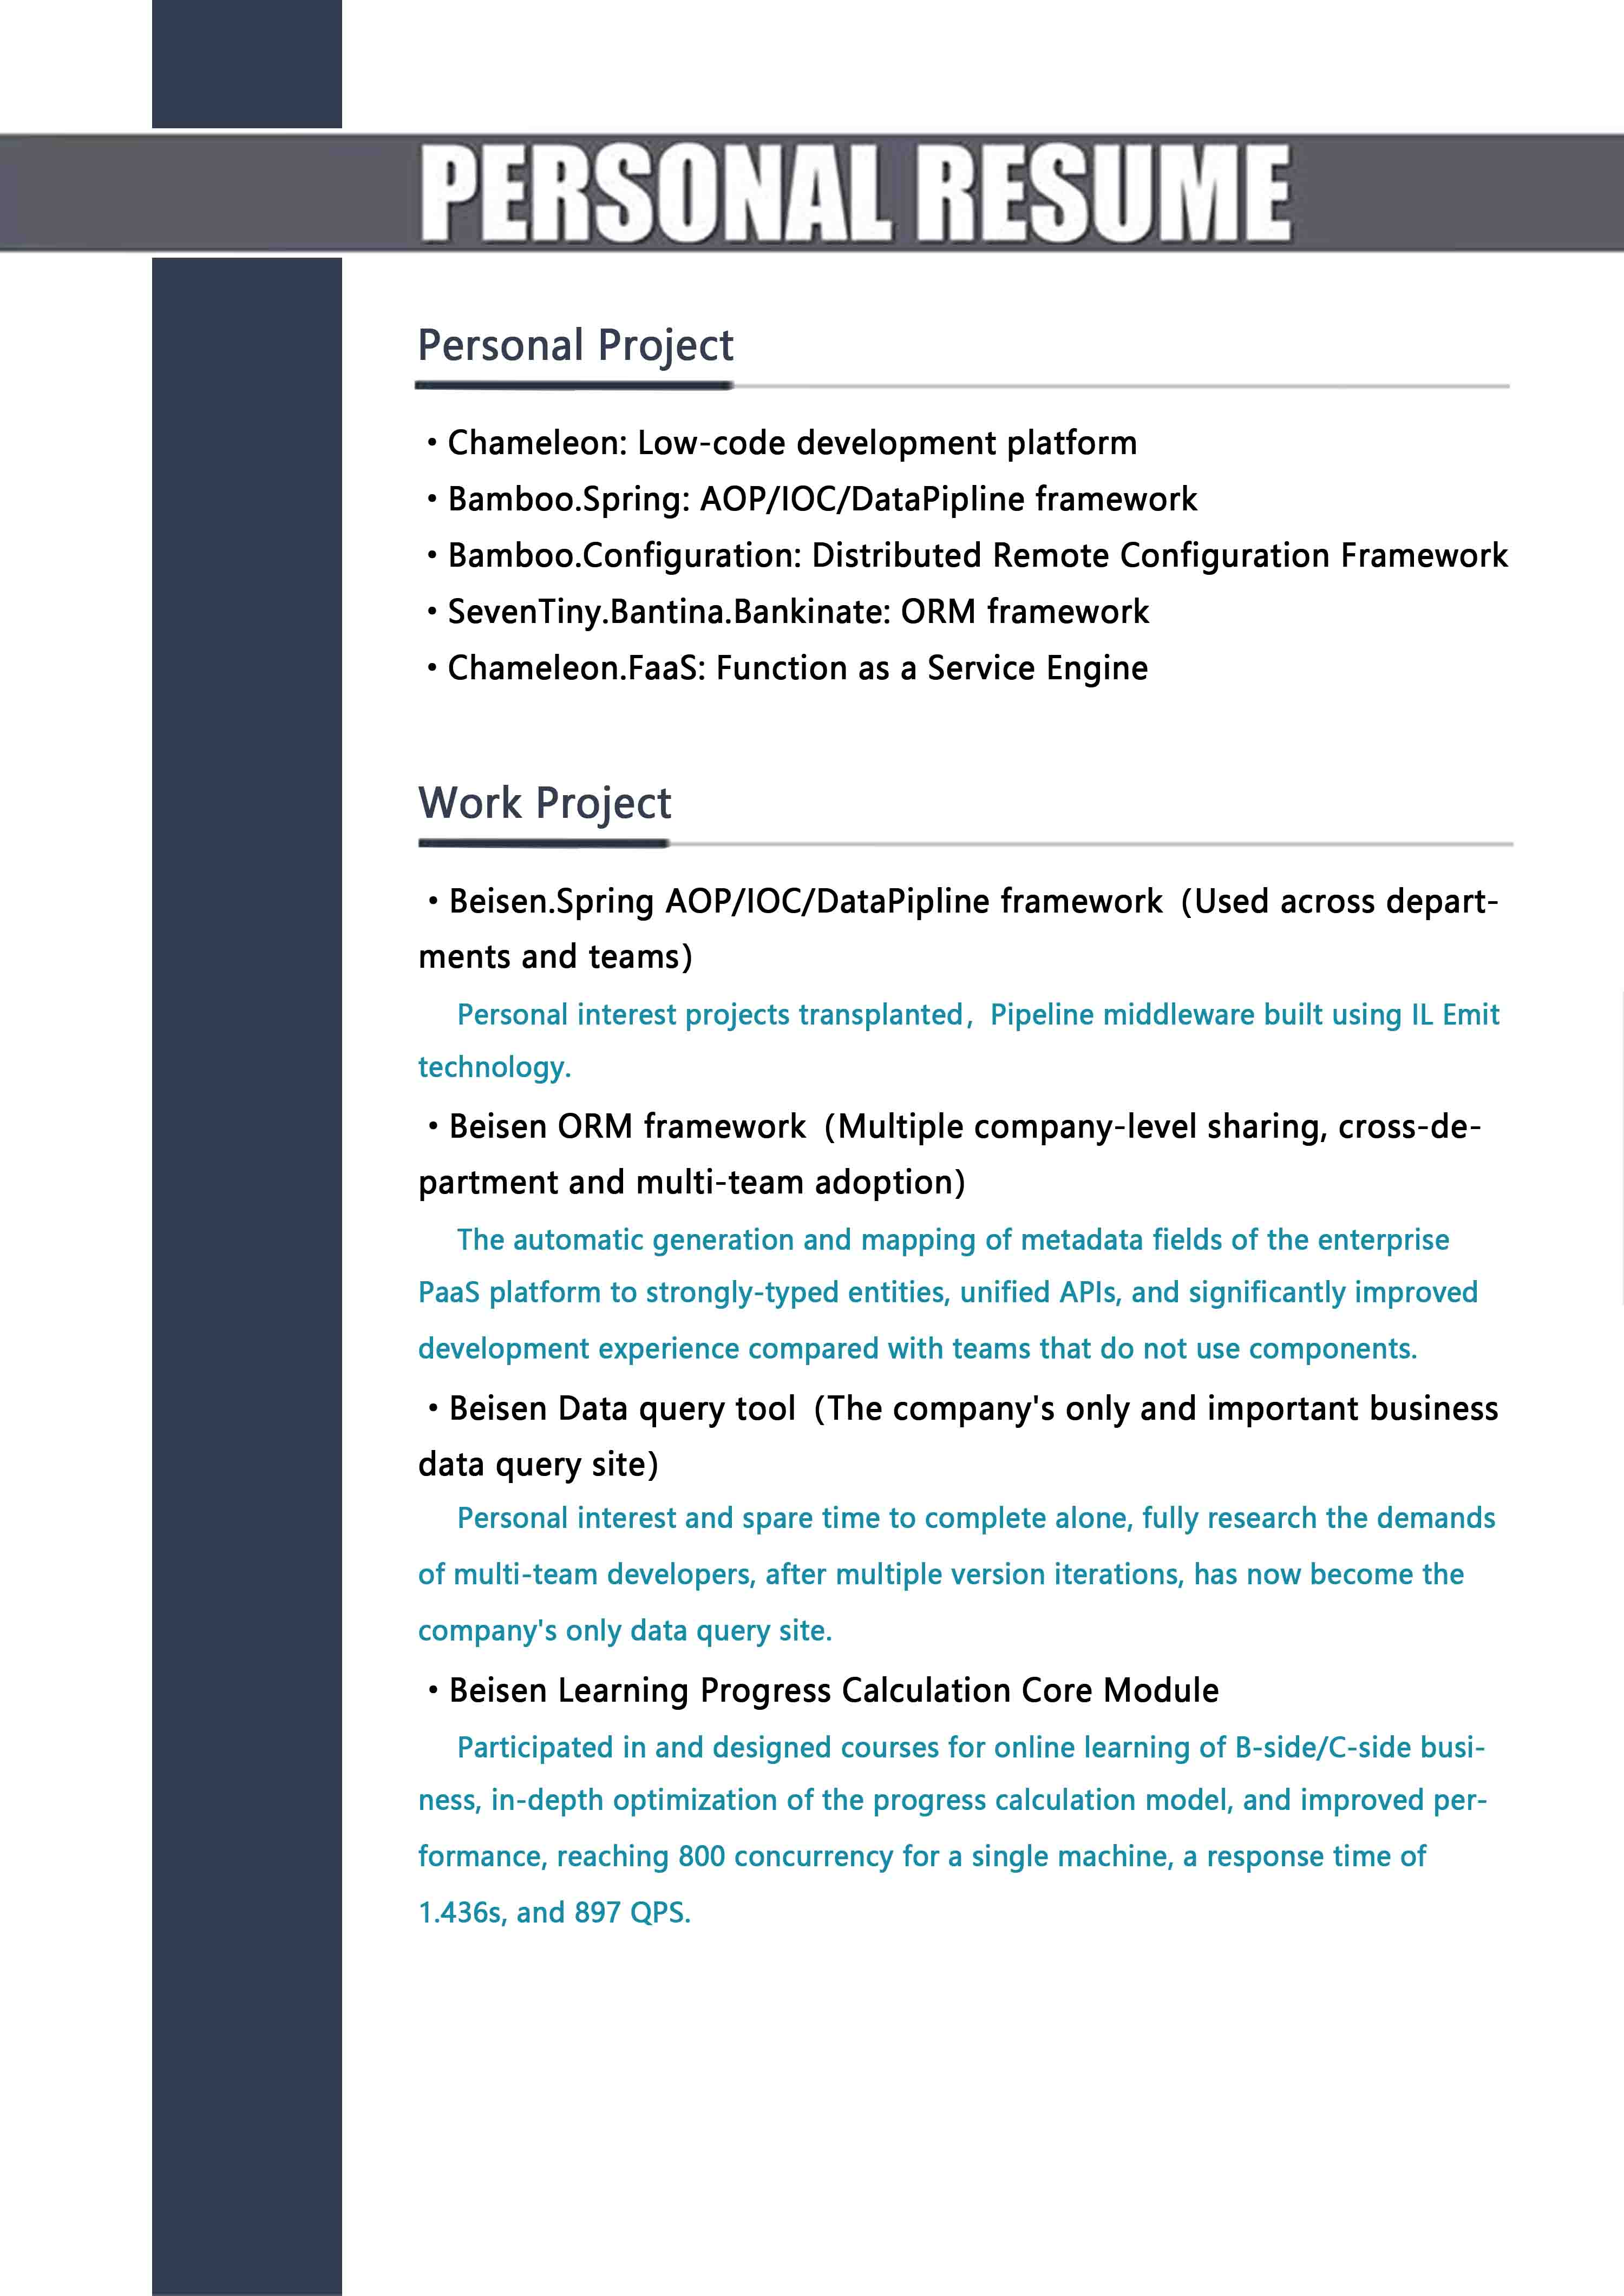 PERSONAL RESUME
Personal Project
· Chameleon: Low-code development platform
· Bamboo.Spring: AOP/IOC/DataPipline framework
· Bamboo.Configuration: Distributed Remote Configuration Framework
· SevenTiny.Bantina.Bankinate: ORM framework
· Chameleon.FaaS: Function as a Service Engine
Work Project
· Beisen.Spring AOP/IOC/DataPipline framework（Used across depart-
ments and teams）
Personal interest projects transplanted，Pipeline middleware built using IL Emit
technology.
· Beisen ORM framework（Multiple company-level sharing, cross-de-
partment and multi-team adoption）
The automatic generation and mapping of metadata fields of the enterprise
PaaS platform to strongly-typed entities, unified APIs, and significantly improved
development experience compared with teams that do not use components.
· Beisen Data query tool（The company's only and important business
data query site）
Personal interest and spare time to complete alone, fully research the demands
of multi-team developers, after multiple version iterations, has now become the
company's only data query site.
· Beisen Learning Progress Calculation Core Module
Participated in and designed courses for online learning of B-side/C-side busi-
ness, in-depth optimization of the progress calculation model, and improved per-
formance, reaching 800 concurrency for a single machine, a response time of
1.436s, and 897 QPS.